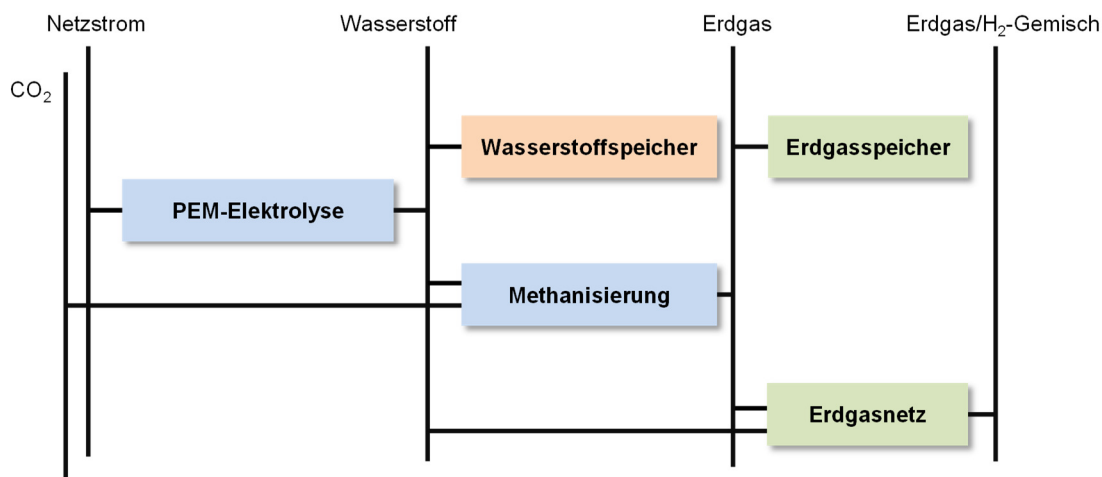 Netzstrom
Wasserstoff
Erdgas
Erdgas/H₂-Gemisch
CO₂
Wasserstoffspeicher
Erdgasspeicher
PEM-Elektrolyse
Methanisierung
Erdgasnetz